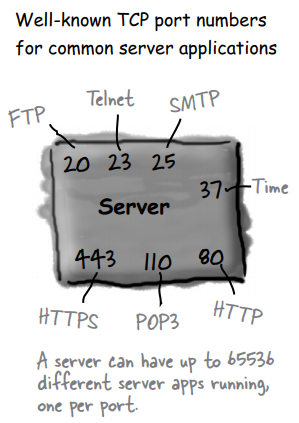 Well-known TCP port numbers
for common server applications
FTP
Telnet
SMTP
20 23 25
37
Time
Server
443 110 80
HTTPS
POP3
HTTP
A server can have up to 65536
different server apps running,
one per port.